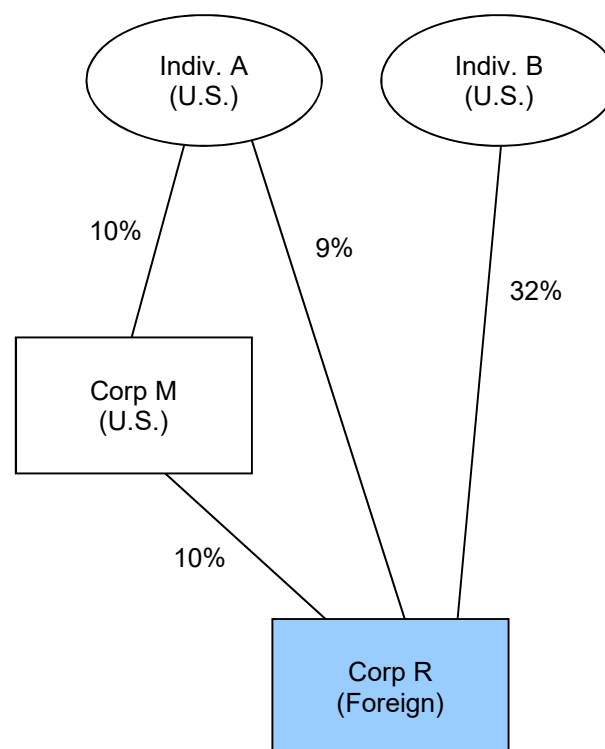 Indiv. A
(U.S.)
Indiv. B
(U.S.)
10%
9%
32%
Corp M
(U.S.)
10%
Corp R
(Foreign)